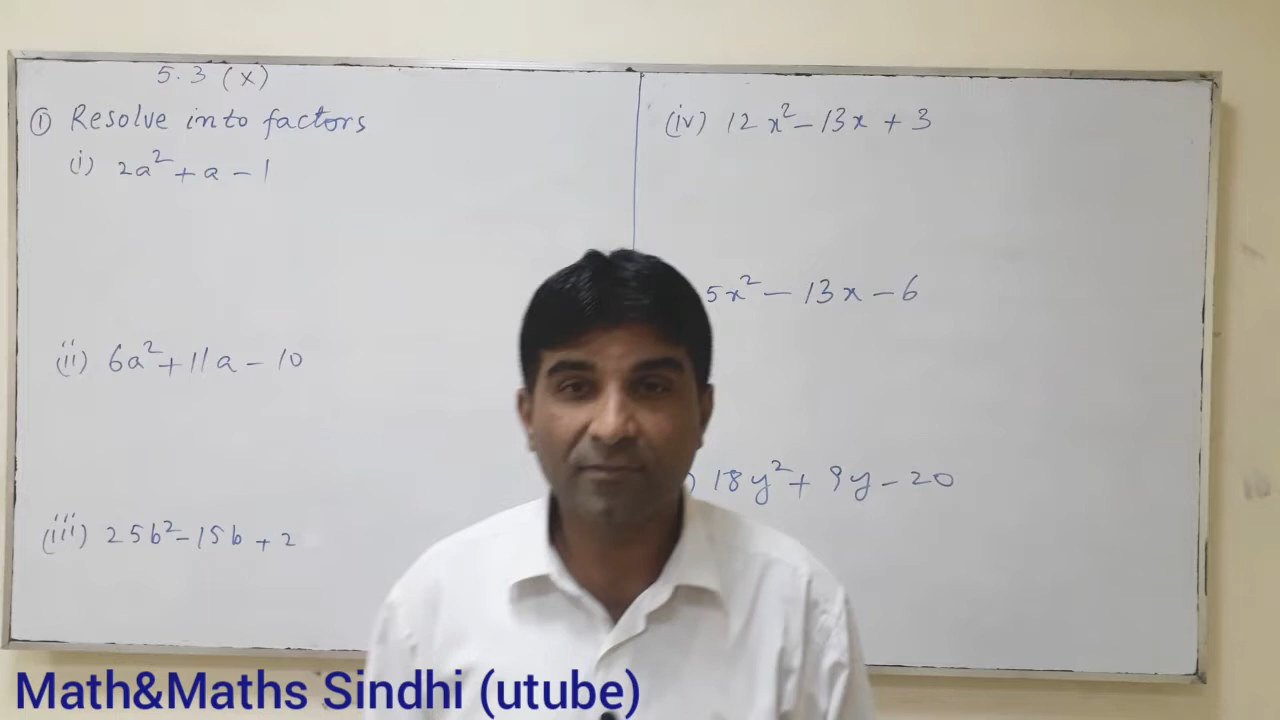 5.3 (x)
① Resolve into factors
(i) 2a²+a-1
(ii) 6a²+11a-10
(iii) 25b²-15b+2
(iv) 12x²-13x+3
5x²-13x-6
) 18y²+9y-20
Math&Maths Sindhi (utube)